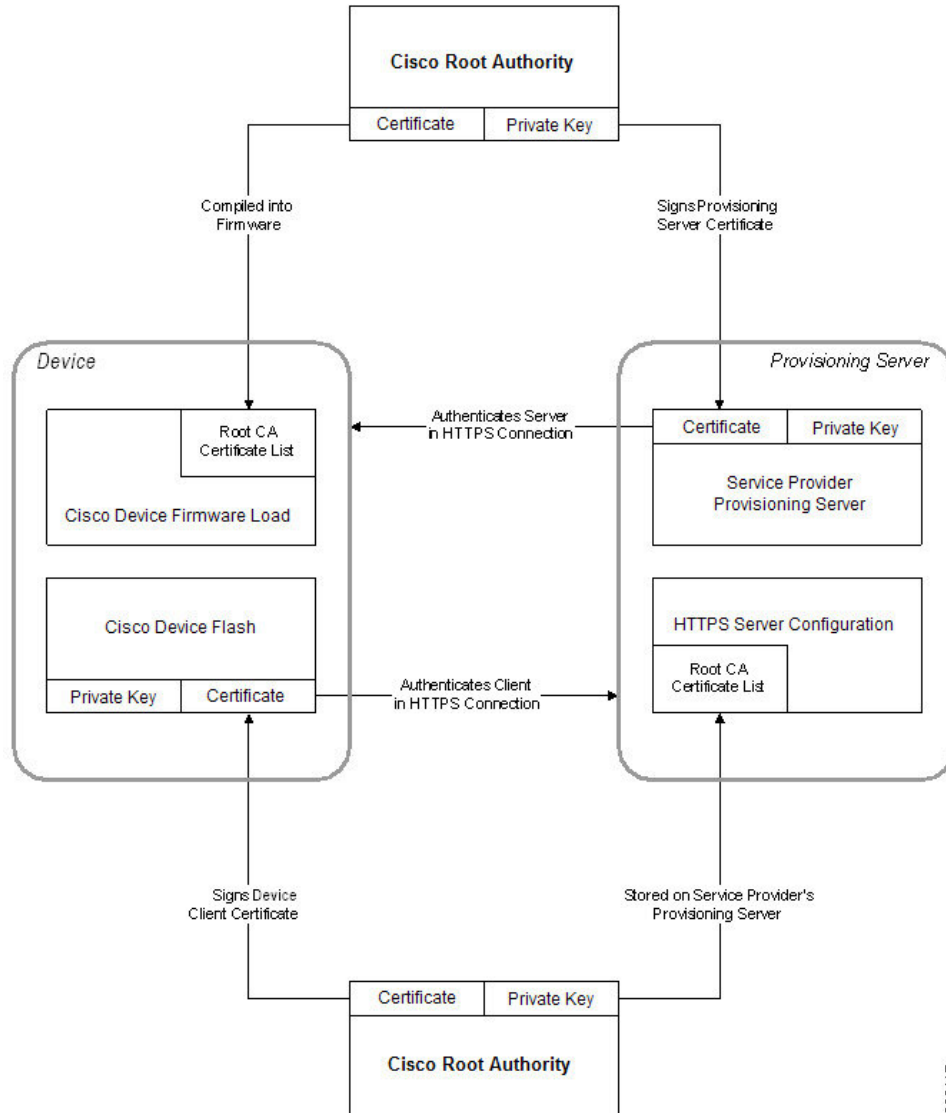 Cisco Root Authority
Certificate
Private Key
Compiled into
Firmware
Signs Provisioning
Server Certificate
Device
Provisioning Server
Root CA
Certificate List
Cisco Device Firmware Load
Authenticates Server
in HTTPS Connection
Certificate
Private Key
Service Provider
Provisioning Server
Cisco Device Flash
Private Key
Certificate
Authenticates Client
in HTTPS Connection
HTTPS Server Configuration
Root CA
Certificate List
Signs Device
Client Certificate
Stored on Service Provider's
Provisioning Server
Certificate
Private Key
Cisco Root Authority